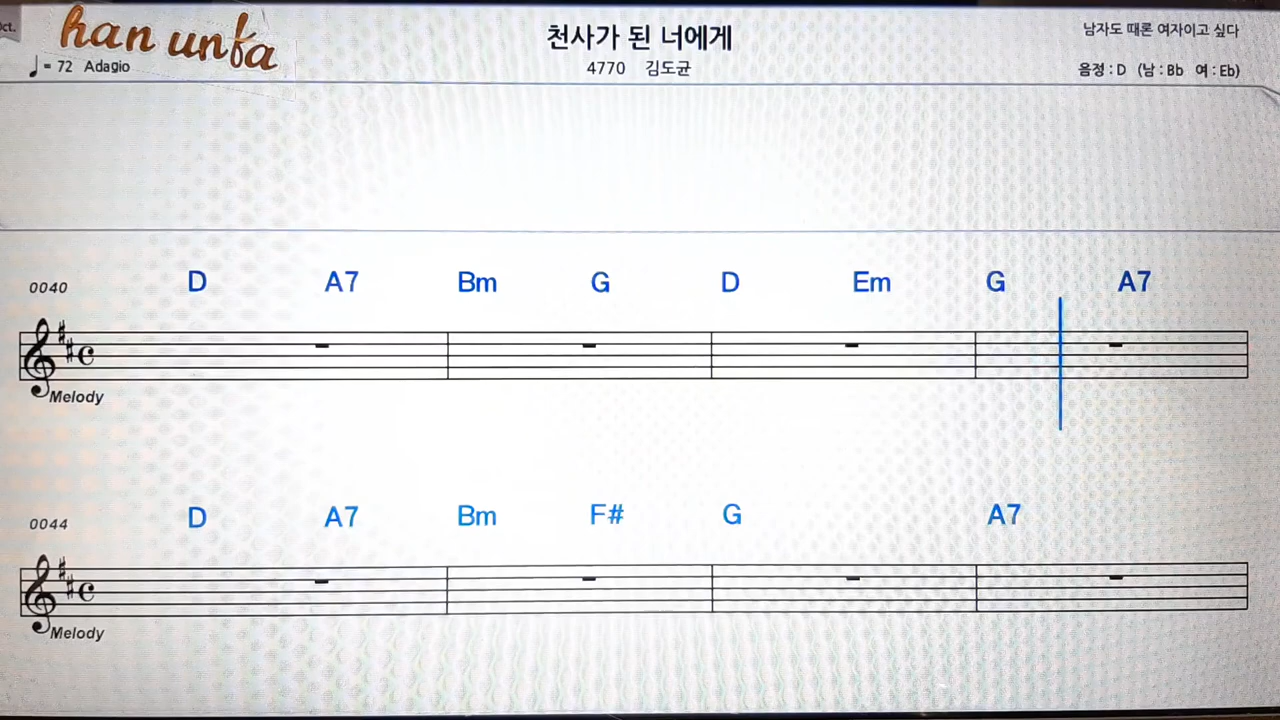 Oct.
han unfa
천사가 된 너에게
남자도 때론 여자이고 싶다
♩= 72 Adagio
4770 김도균
음정 : D (남 : Bb 여 : Eb)
0040 D A7 Bm G D Em G A7
Melody
0044 D A7 Bm F# G A7
Melody